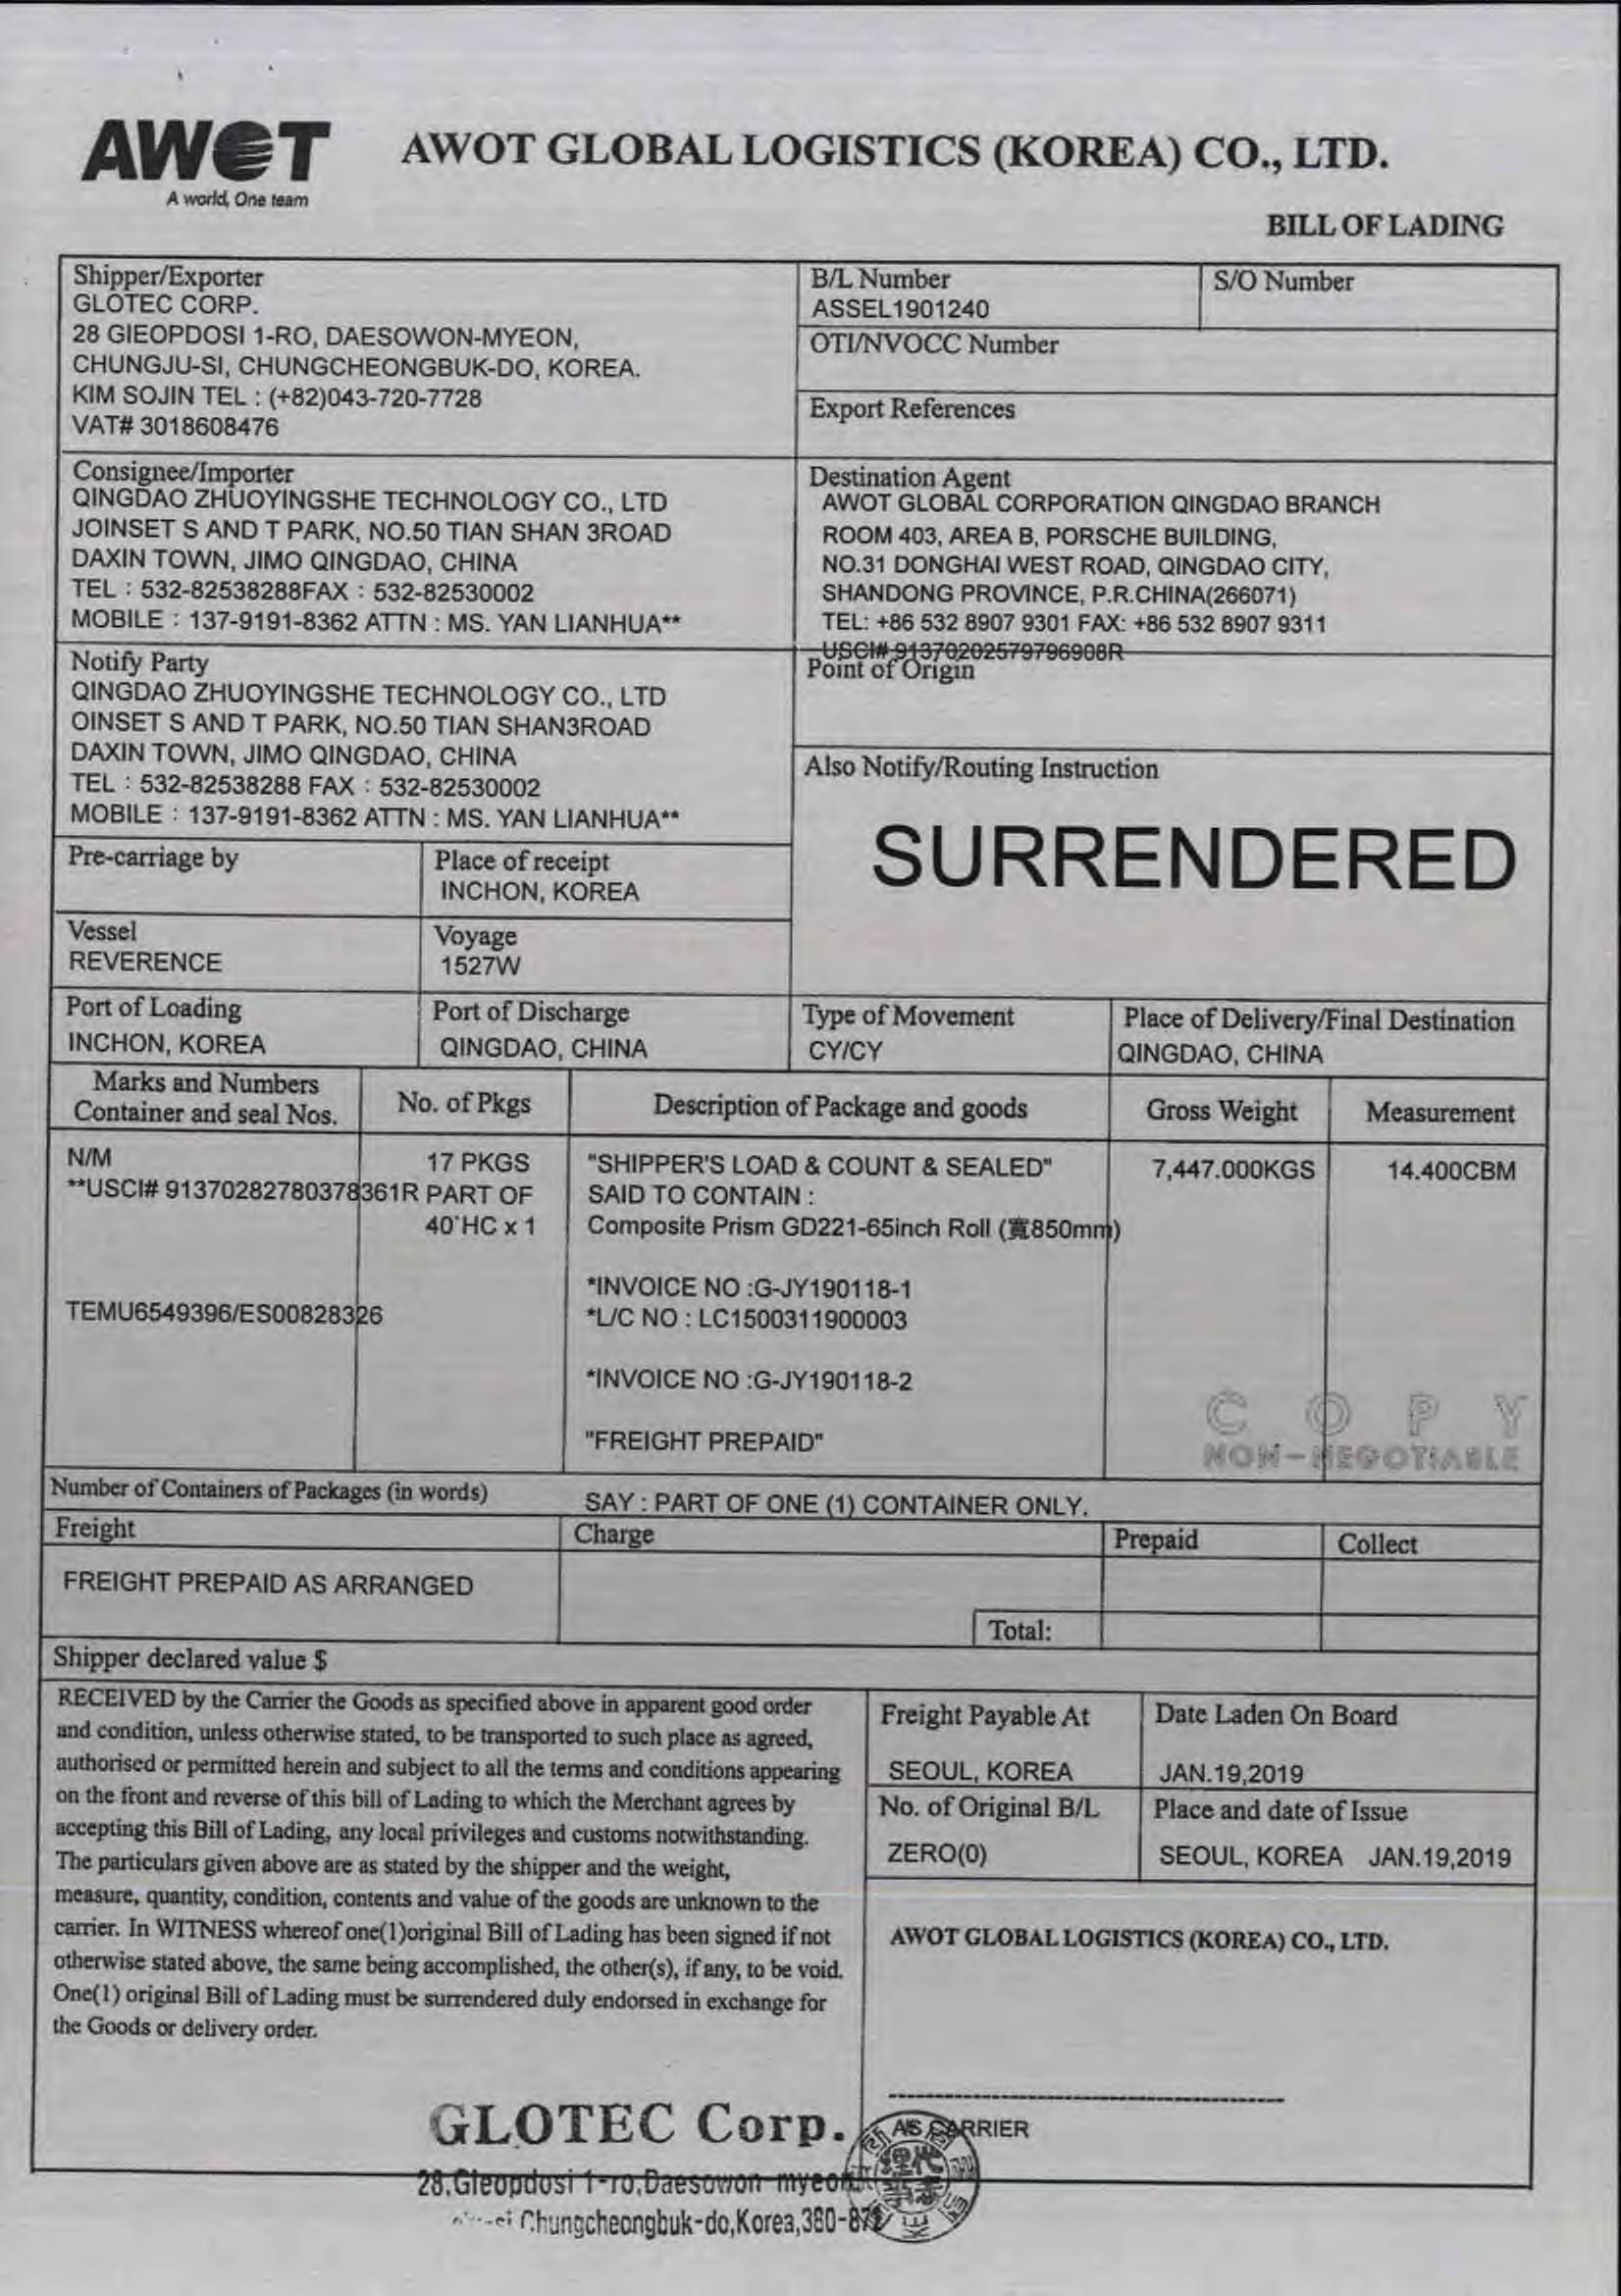 AWOT
A world, One team
AWOT GLOBAL LOGISTICS (KOREA) CO., LTD.
BILL OF LADING
Shipper/Exporter
GLOTEC CORP.
28 GIEOPDOSI 1-RO, DAESOWON-MYEON,
CHUNGJU-SI, CHUNGCHEONGBUK-DO, KOREA.
KIM SOJIN TEL : (+82)043-720-7728
VAT# 3018608476
B/L Number
ASSEL1901240
S/O Number
OTI/NVOCC Number
Export References
Consignee/Importer
QINGDAO ZHUOYINGSHE TECHNOLOGY CO., LTD
JOINSET S AND T PARK, NO.50 TIAN SHAN 3ROAD
DAXIN TOWN, JIMO QINGDAO, CHINA
TEL : 532-82538288FAX : 532-82530002
MOBILE : 137-9191-8362 ATTN : MS. YAN LIANHUA**
Destination Agent
AWOT GLOBAL CORPORATION QINGDAO BRANCH
ROOM 403, AREA B, PORSCHE BUILDING,
NO.31 DONGHAI WEST ROAD, QINGDAO CITY,
SHANDONG PROVINCE, P.R.CHINA(266071)
TEL: +86 532 8907 9301 FAX: +86 532 8907 9311
USCI# 91370202579796908R
Notify Party
QINGDAO ZHUOYINGSHE TECHNOLOGY CO., LTD
OINSET S AND T PARK, NO.50 TIAN SHAN3ROAD
DAXIN TOWN, JIMO QINGDAO, CHINA
TEL : 532-82538288 FAX : 532-82530002
MOBILE : 137-9191-8362 ATTN : MS. YAN LIANHUA**
Point of Origin
Also Notify/Routing Instruction
SURRENDERED
Pre-carriage by
Place of receipt
INCHON, KOREA
Vessel
REVERENCE
Voyage
1527W
Port of Loading
INCHON, KOREA
Port of Discharge
QINGDAO, CHINA
Type of Movement
CY/CY
Place of Delivery/Final Destination
QINGDAO, CHINA
Marks and Numbers
Container and seal Nos.
No. of Pkgs
Description of Package and goods
Gross Weight
Measurement
N/M 17 PKGS "SHIPPER'S LOAD & COUNT & SEALED" 7,447.000KGS 14.400CBM
**USCI# 91370282780378361R PART OF SAID TO CONTAIN :
40'HC x 1 Composite Prism GD221-65inch Roll (寬850mm)
*INVOICE NO :G-JY190118-1
TEMU6549396/ES00828326 *L/C NO : LC1500311900003
*INVOICE NO :G-JY190118-2
"FREIGHT PREPAID"
COPY
NON-NEGOTIABLE
Number of Containers of Packages (in words) SAY : PART OF ONE (1) CONTAINER ONLY.
Freight
Charge
Prepaid
Collect
FREIGHT PREPAID AS ARRANGED
Total:
Shipper declared value $
RECEIVED by the Carrier the Goods as specified above in apparent good order
and condition, unless otherwise stated, to be transported to such place as agreed,
authorised or permitted herein and subject to all the terms and conditions appearing
on the front and reverse of this bill of Lading to which the Merchant agrees by
accepting this Bill of Lading, any local privileges and customs notwithstanding.
The particulars given above are as stated by the shipper and the weight,
measure, quantity, condition, contents and value of the goods are unknown to the
carrier. In WITNESS whereof one(1)original Bill of Lading has been signed if not
otherwise stated above, the same being accomplished, the other(s), if any, to be void.
One(1) original Bill of Lading must be surrendered duly endorsed in exchange for
the Goods or delivery order.
Freight Payable At
SEOUL, KOREA
Date Laden On Board
JAN.19,2019
No. of Original B/L
ZERO(0)
Place and date of Issue
SEOUL, KOREA JAN.19,2019
AWOT GLOBAL LOGISTICS (KOREA) CO., LTD.
AS CARRIER
GLOTEC Corp.
28,Gieopdosi 1-ro,Daesowon-myeon
Chungcheongbuk-do,Korea,380-872